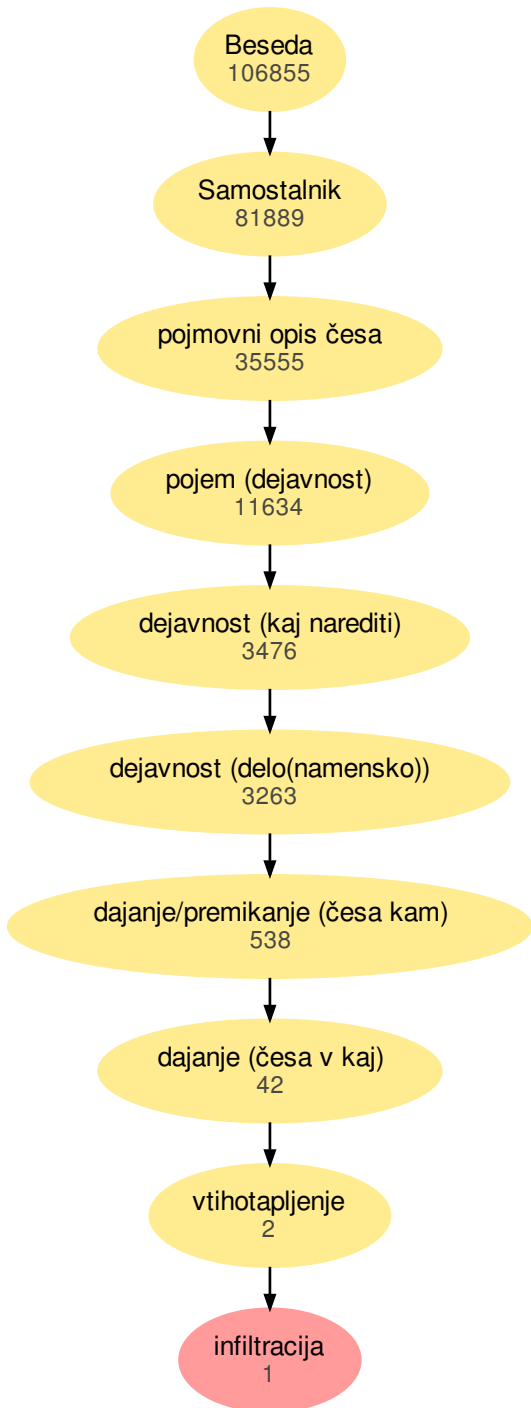 Beseda
106855
Samostalnik
81889
pojmovni opis česa
35555
pojem (dejavnost)
11634
dejavnost (kaj narediti)
3476
dejavnost (delo(namensko))
3263
dajanje/premikanje (česa kam)
538
dajanje (česa v kaj)
42
vtihotapljenje
2
infiltracija
1